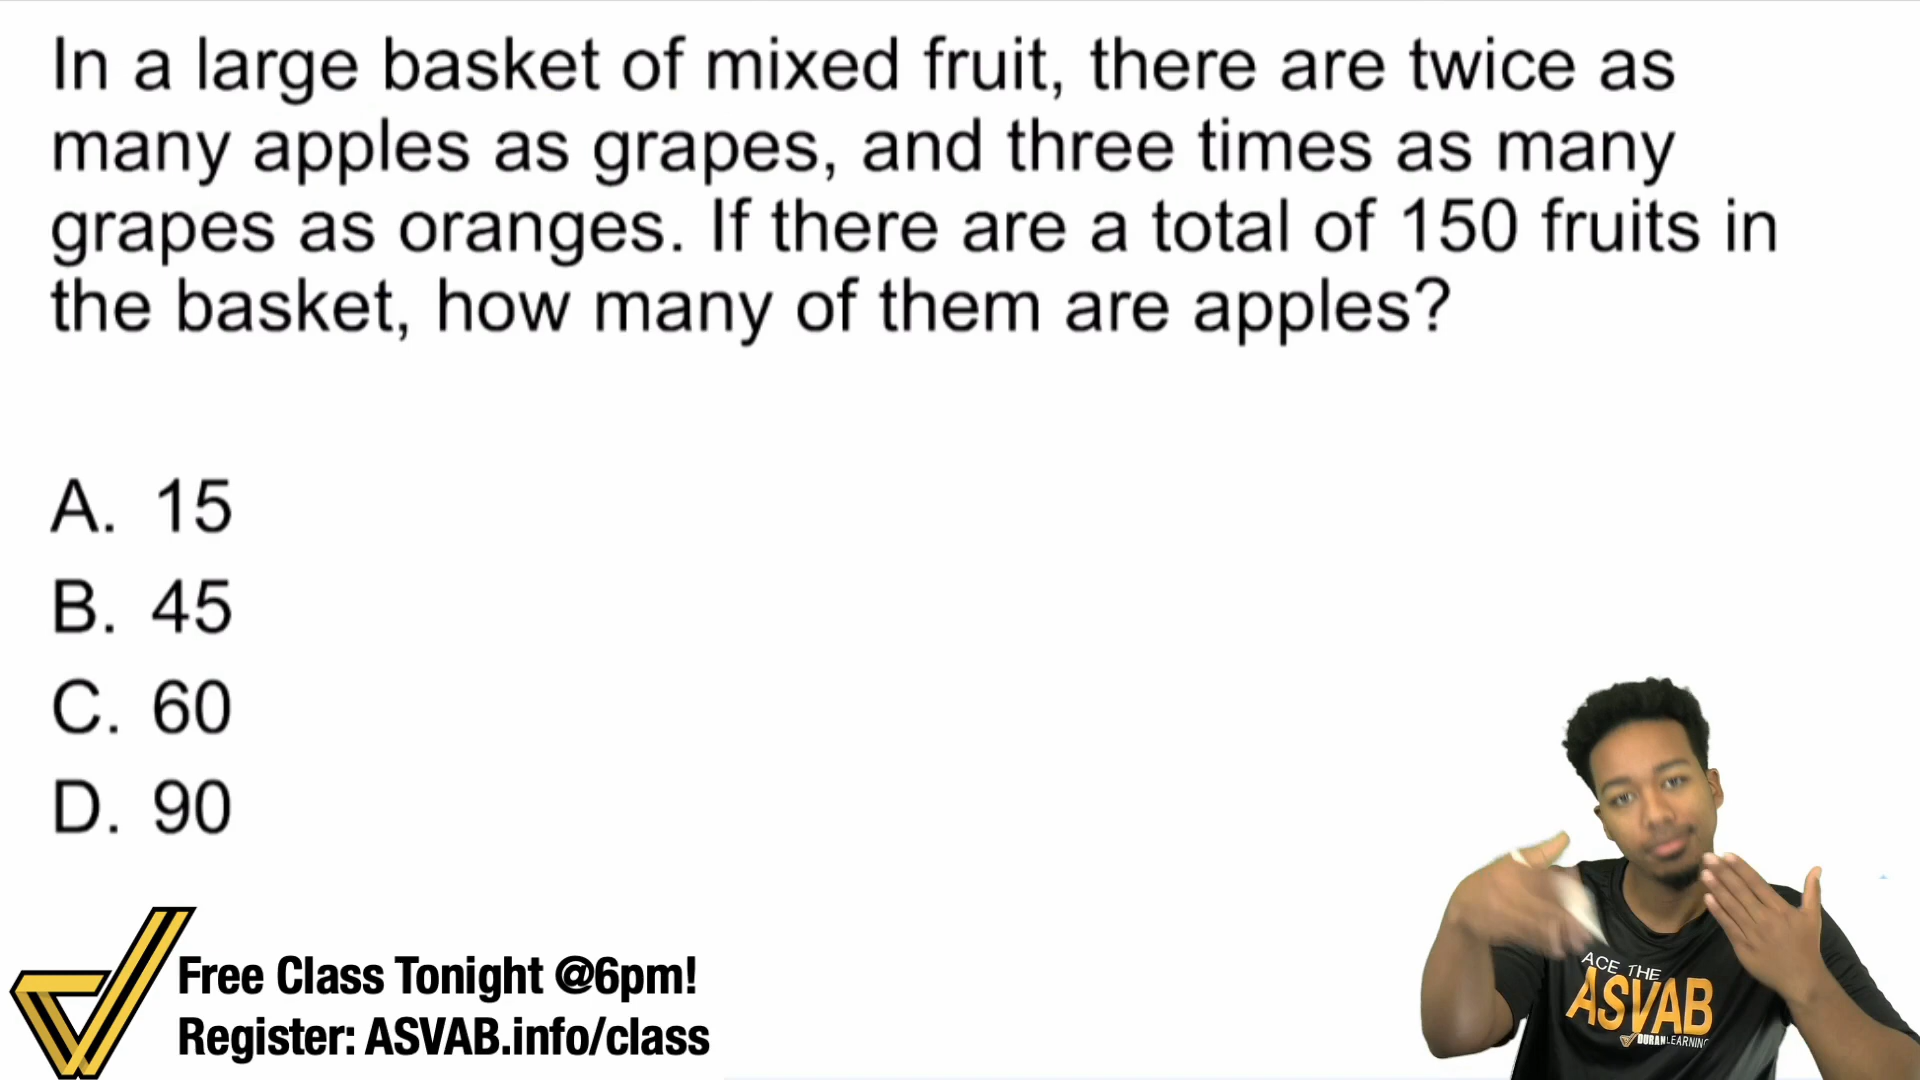 In a large basket of mixed fruit, there are twice as
many apples as grapes, and three times as many
grapes as oranges. If there are a total of 150 fruits in
the basket, how many of them are apples?
A. 15
B. 45
C. 60
D. 90
Free Class Tonight @6pm!
Register: ASVAB.info/class
ACE THE
ASVAB
DURAN LEARNING